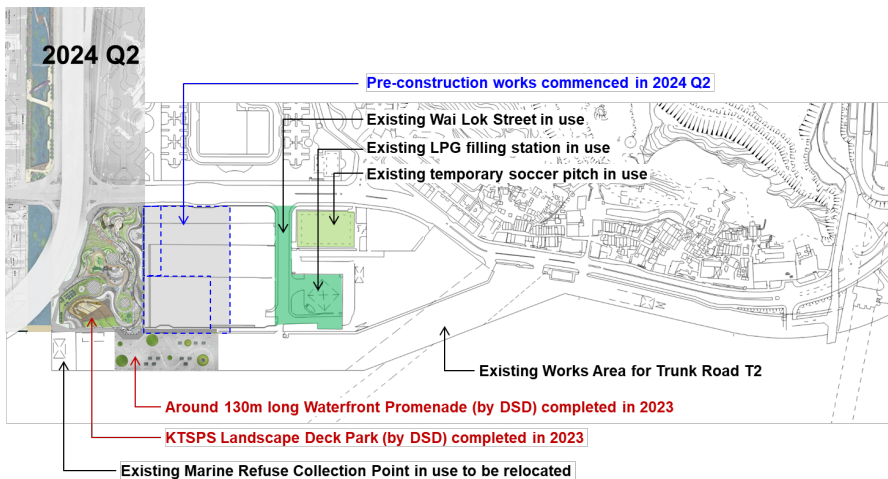 2024 Q2
Pre-construction works commenced in 2024 Q2
Existing Wai Lok Street in use
Existing LPG filling station in use
Existing temporary soccer pitch in use
Existing Works Area for Trunk Road T2
Around 130m long Waterfront Promenade (by DSD) completed in 2023
KTSPS Landscape Deck Park (by DSD) completed in 2023
Existing Marine Refuse Collection Point in use to be relocated